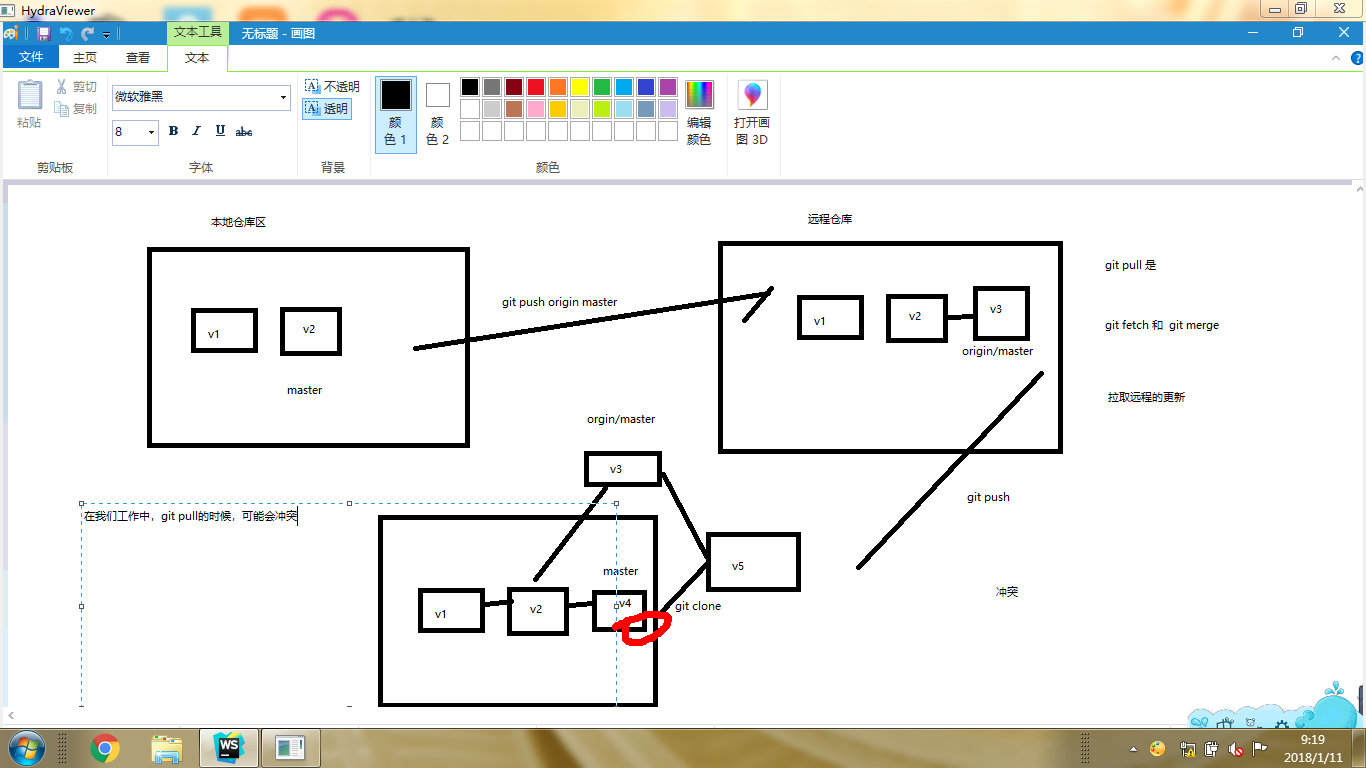 HydraViewer
文本工具
无标题 - 画图
文件
主页
查看
文本
粘贴
剪切
复制
剪贴板
微软雅黑
8
B I U abc
字体
不透明
透明
背景
颜
色 1
颜
色 2
编辑
颜色
颜色
打开画
图 3D
本地仓库区
远程仓库
git pull 是
git push origin master
v1
v2
master
v1
v2
v3
origin/master
git fetch 和 git merge
拉取远程的更新
orgin/master
v3
git push
在我们工作中，git pull的时候，可能会冲突
v5
master
v1
v2
v4
git clone
冲突
WS
9:19
2018/1/11